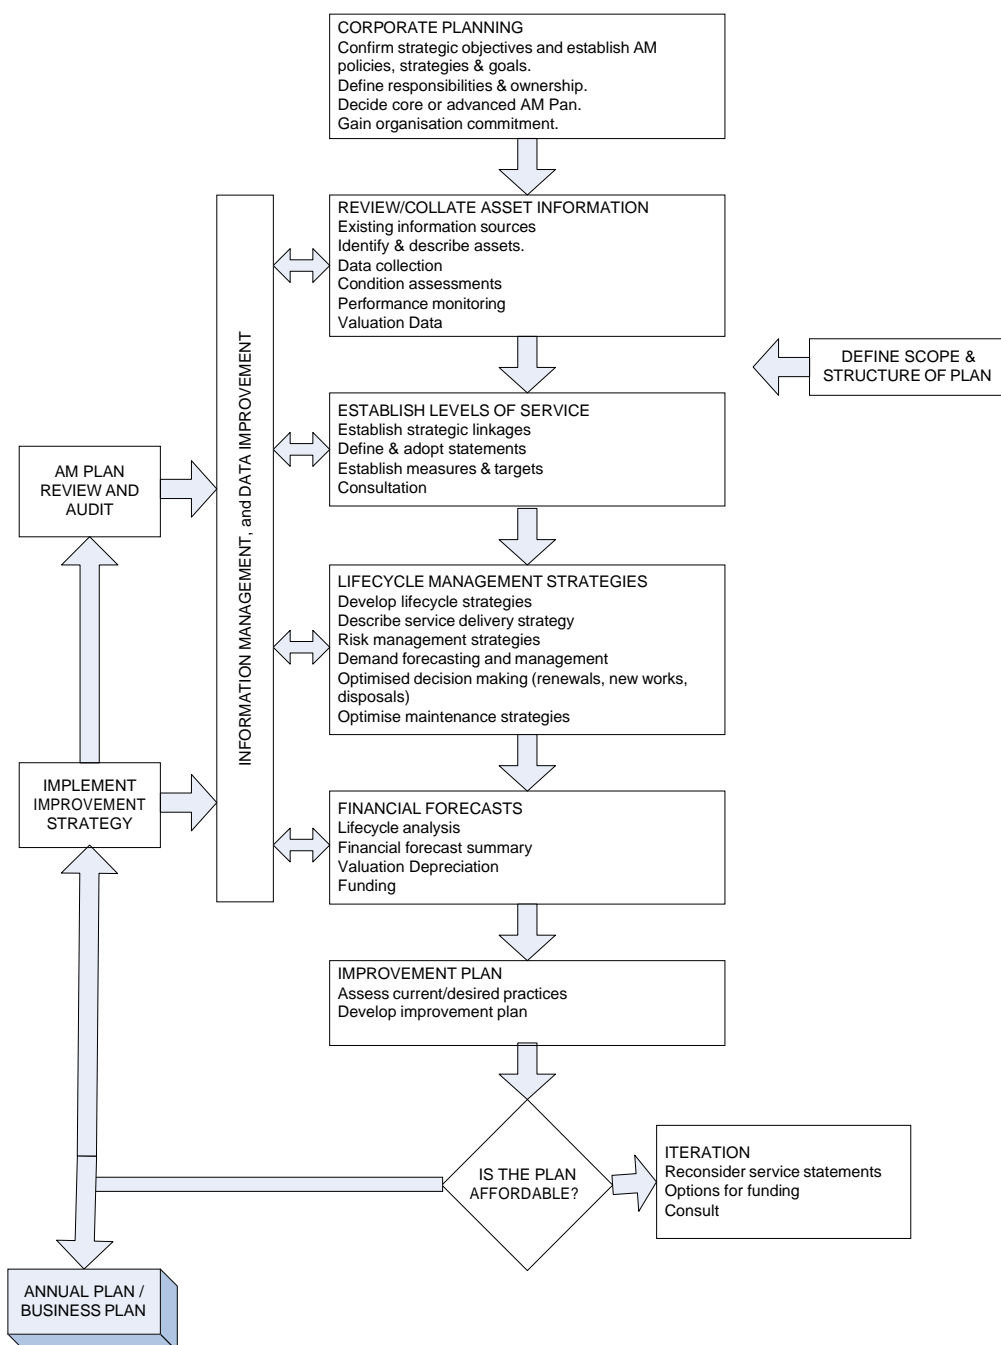 CORPORATE PLANNING
Confirm strategic objectives and establish AM
policies, strategies & goals.
Define responsibilities & ownership.
Decide core or advanced AM Pan.
Gain organisation commitment.
REVIEW/COLLATE ASSET INFORMATION
Existing information sources
Identify & describe assets.
Data collection
Condition assessments
Performance monitoring
Valuation Data
INFORMATION MANAGEMENT, and DATA IMPROVEMENT
DEFINE SCOPE &
STRUCTURE OF PLAN
ESTABLISH LEVELS OF SERVICE
Establish strategic linkages
Define & adopt statements
Establish measures & targets
Consultation
AM PLAN
REVIEW AND
AUDIT
LIFECYCLE MANAGEMENT STRATEGIES
Develop lifecycle strategies
Describe service delivery strategy
Risk management strategies
Demand forecasting and management
Optimised decision making (renewals, new works,
disposals)
Optimise maintenance strategies
IMPLEMENT
IMPROVEMENT
STRATEGY
FINANCIAL FORECASTS
Lifecycle analysis
Financial forecast summary
Valuation Depreciation
Funding
IMPROVEMENT PLAN
Assess current/desired practices
Develop improvement plan
IS THE PLAN
AFFORDABLE?
ITERATION
Reconsider service statements
Options for funding
Consult
ANNUAL PLAN /
BUSINESS PLAN